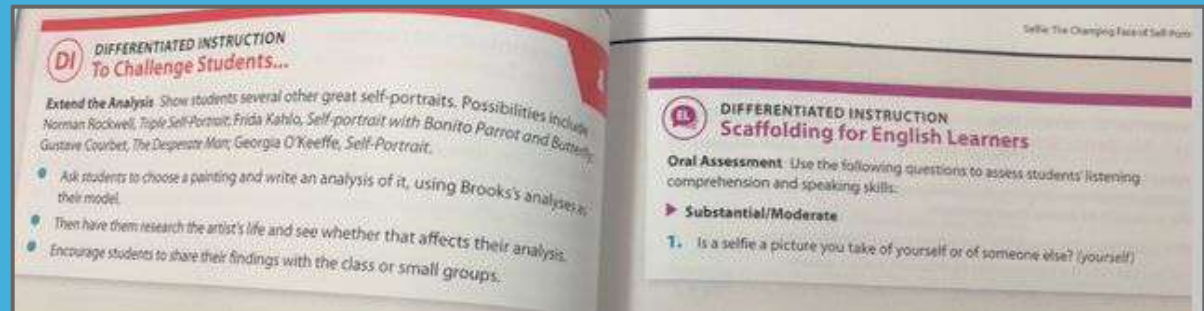 DI
DIFFERENTIATED INSTRUCTION
To Challenge Students...
Extend the Analysis Show students several other great self-portraits. Possibilities include
Norman Rockwell, Triple Self-Portrait; Frida Kahlo, Self-portrait with Bonito Parrot and Butterfly;
Gustave Courbet, The Desperate Man; Georgia O'Keeffe, Self-Portrait.
Ask students to choose a painting and write an analysis of it, using Brooks's analyses as
their model.
Then have them research the artist's life and see whether that affects their analysis.
Encourage students to share their findings with the class or small groups.
Selfie: The Changing Face of Self-Portr
EL
DIFFERENTIATED INSTRUCTION
Scaffolding for English Learners
Oral Assessment Use the following questions to assess students' listening
comprehension and speaking skills:
Substantial/Moderate
1. Is a selfie a picture you take of yourself or of someone else? (yourself)